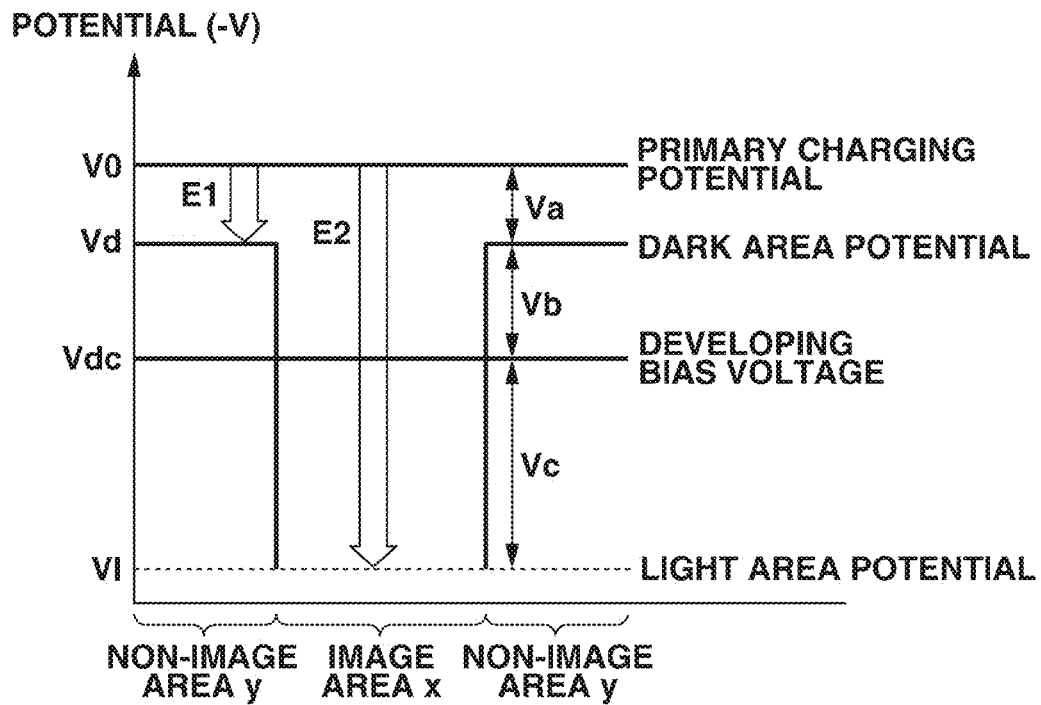 POTENTIAL (-V)
V0
PRIMARY CHARGING
POTENTIAL
E1
Va
E2
Vd
DARK AREA POTENTIAL
Vb
Vdc
DEVELOPING
BIAS VOLTAGE
Vc
Vl
LIGHT AREA POTENTIAL
NON-IMAGE
AREA y
IMAGE
AREA x
NON-IMAGE
AREA y